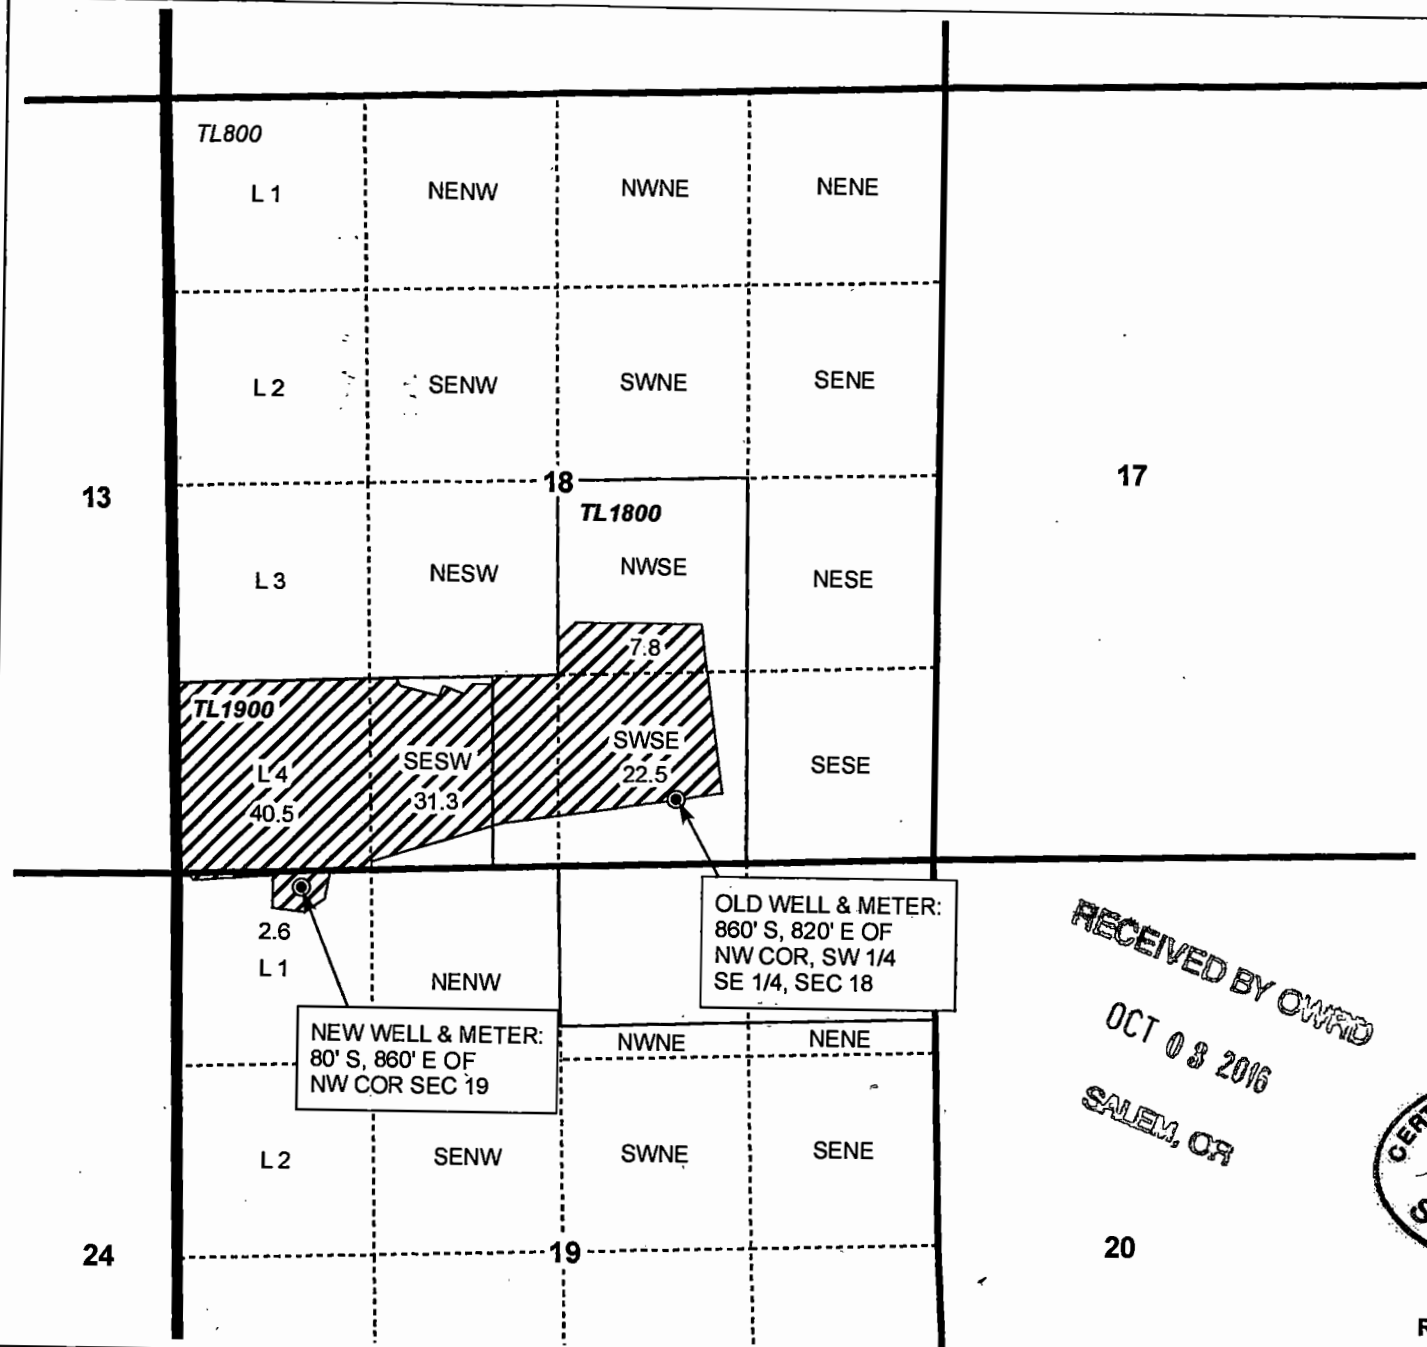 TL800
L 1
NENW
NWNE
NENE
L 2
SENW
SWNE
SENE
13
18
17
TL1800
L 3
NESW
NWSE
NESE
7.8
TL1900
L 4
40.5
SESW
31.3
SWSE
22.5
SESE
2.6
L 1
NENW
OLD WELL & METER:
860' S, 820' E OF
NW COR, SW 1/4
SE 1/4, SEC 18
NEW WELL & METER:
80' S, 860' E OF
NW COR SEC 19
NWNE
NENE
RECEIVED BY OWRD
OCT 03 2016
SALEM, OR
L 2
SENW
SWNE
SENE
24
19
20